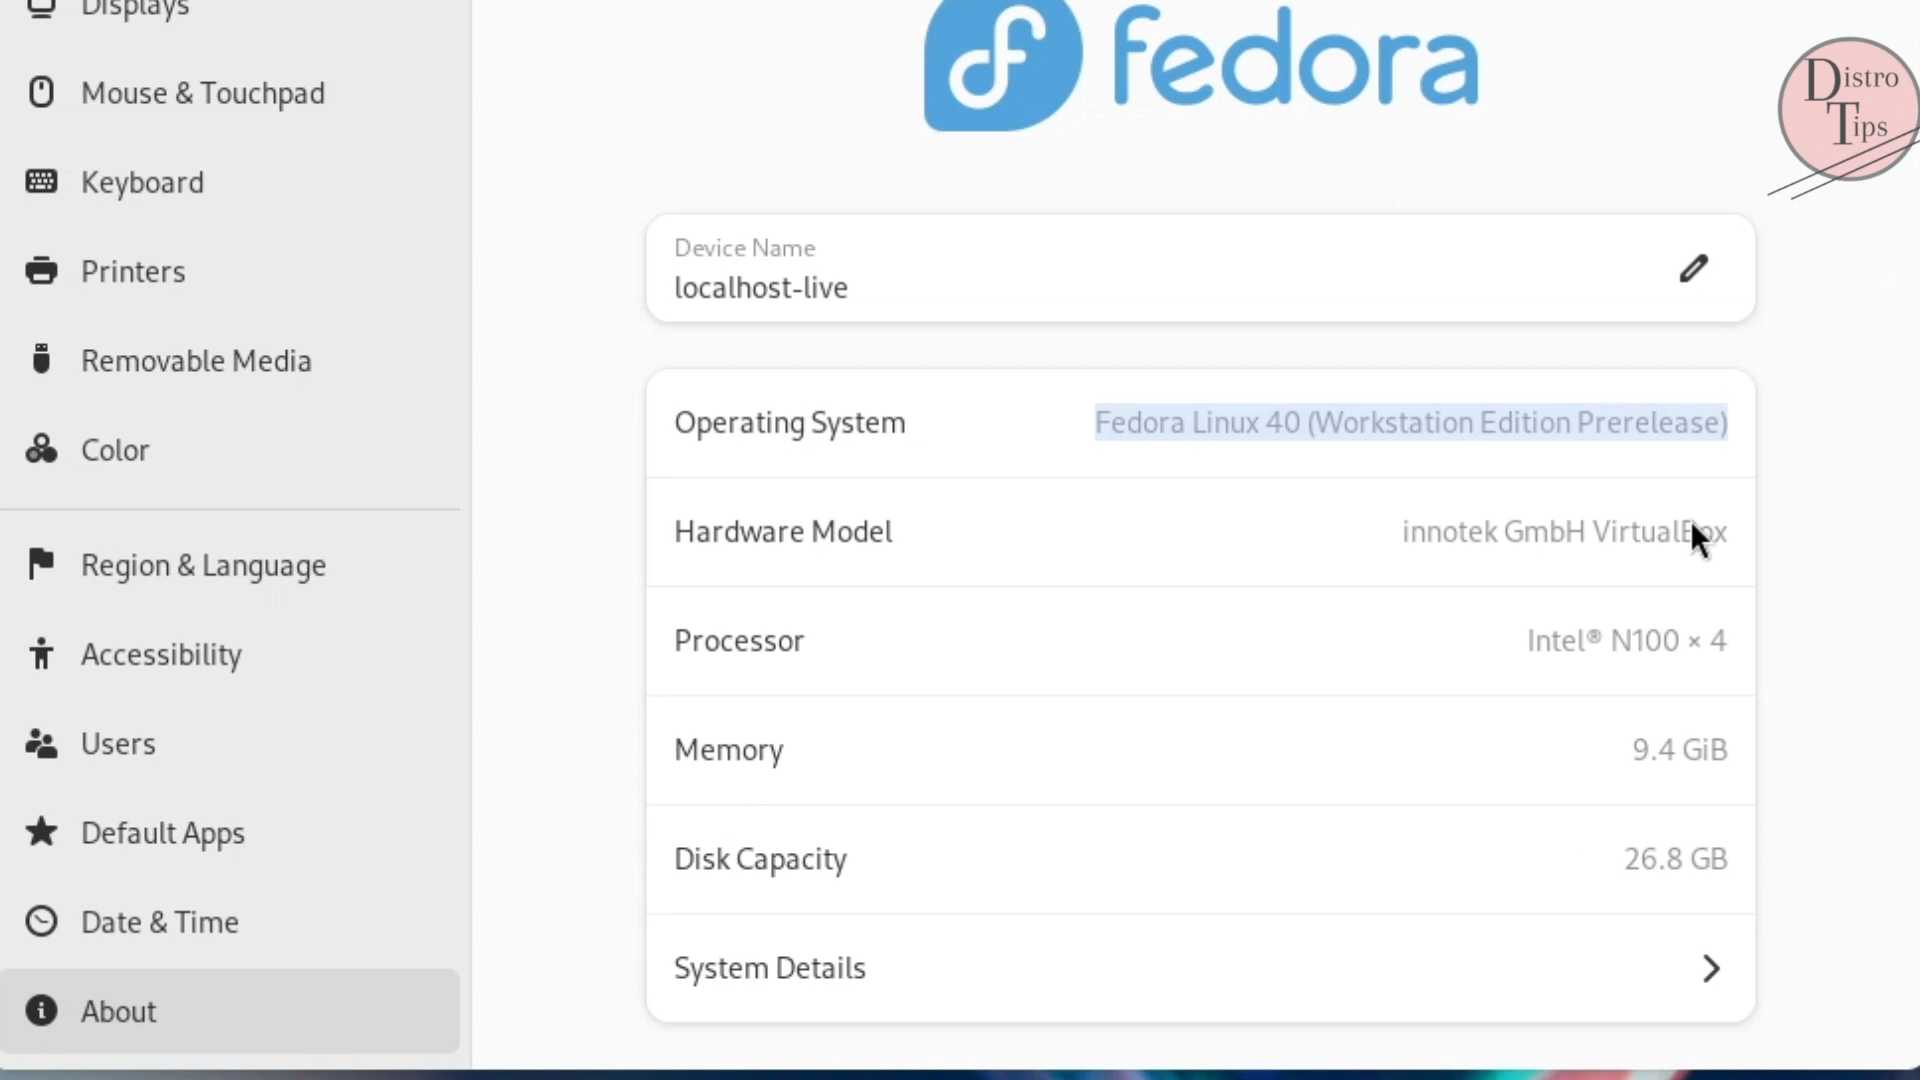 Displays
Mouse & Touchpad
Keyboard
Printers
Removable Media
Color
Region & Language
Accessibility
Users
Default Apps
Date & Time
About
fedora
Distro
Tips
Device Name
localhost-live
Operating System Fedora Linux 40 (Workstation Edition Prerelease)
Hardware Model innotek GmbH VirtualBox
Processor Intel® N100 × 4
Memory 9.4 GiB
Disk Capacity 26.8 GB
System Details